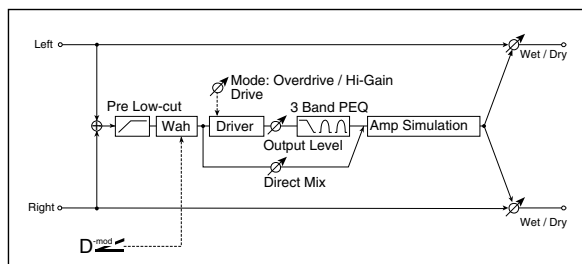 Left
Wet / Dry
Mode: Overdrive / Hi-Gain
Drive
Pre Low-cut
3 Band PEQ
Wah
Driver
Amp Simulation
Output Level
Direct Mix
Right
Wet / Dry
D-mod